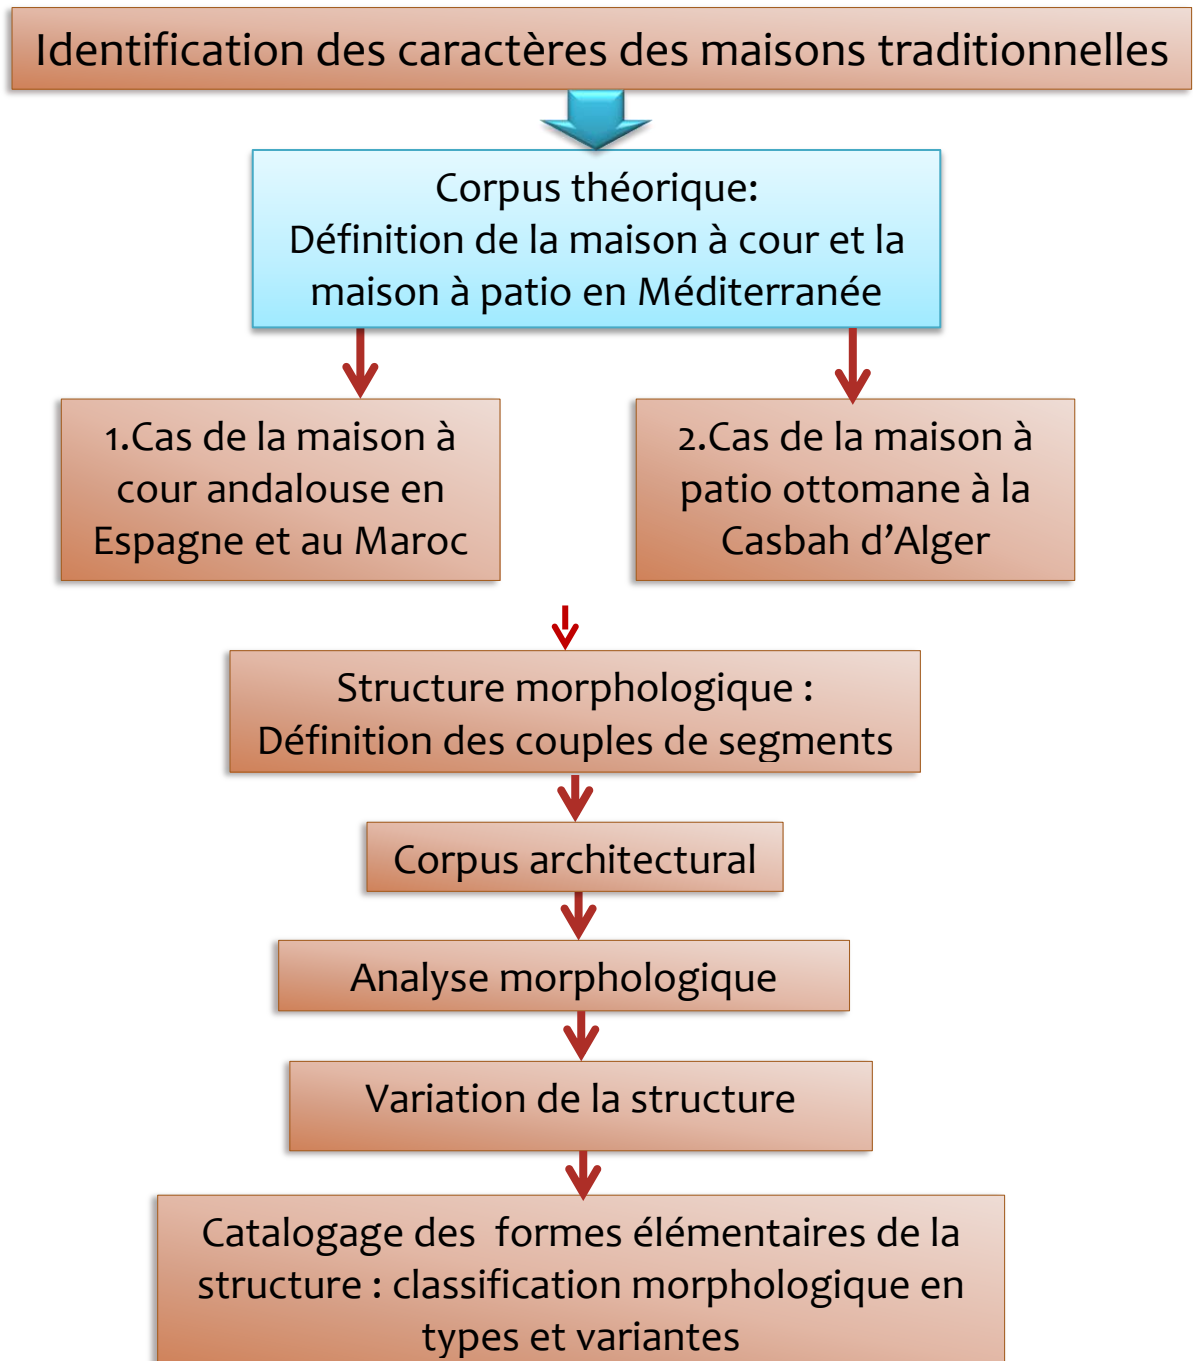 Identification des caractères des maisons traditionnelles
Corpus théorique:
Définition de la maison à cour et la
maison à patio en Méditerranée
1.Cas de la maison à
cour andalouse en
Espagne et au Maroc
2.Cas de la maison à
patio ottomane à la
Casbah d’Alger
Structure morphologique :
Définition des couples de segments
Corpus architectural
Analyse morphologique
Variation de la structure
Catalogage des  formes élémentaires de la
structure : classification morphologique en
types et variantes